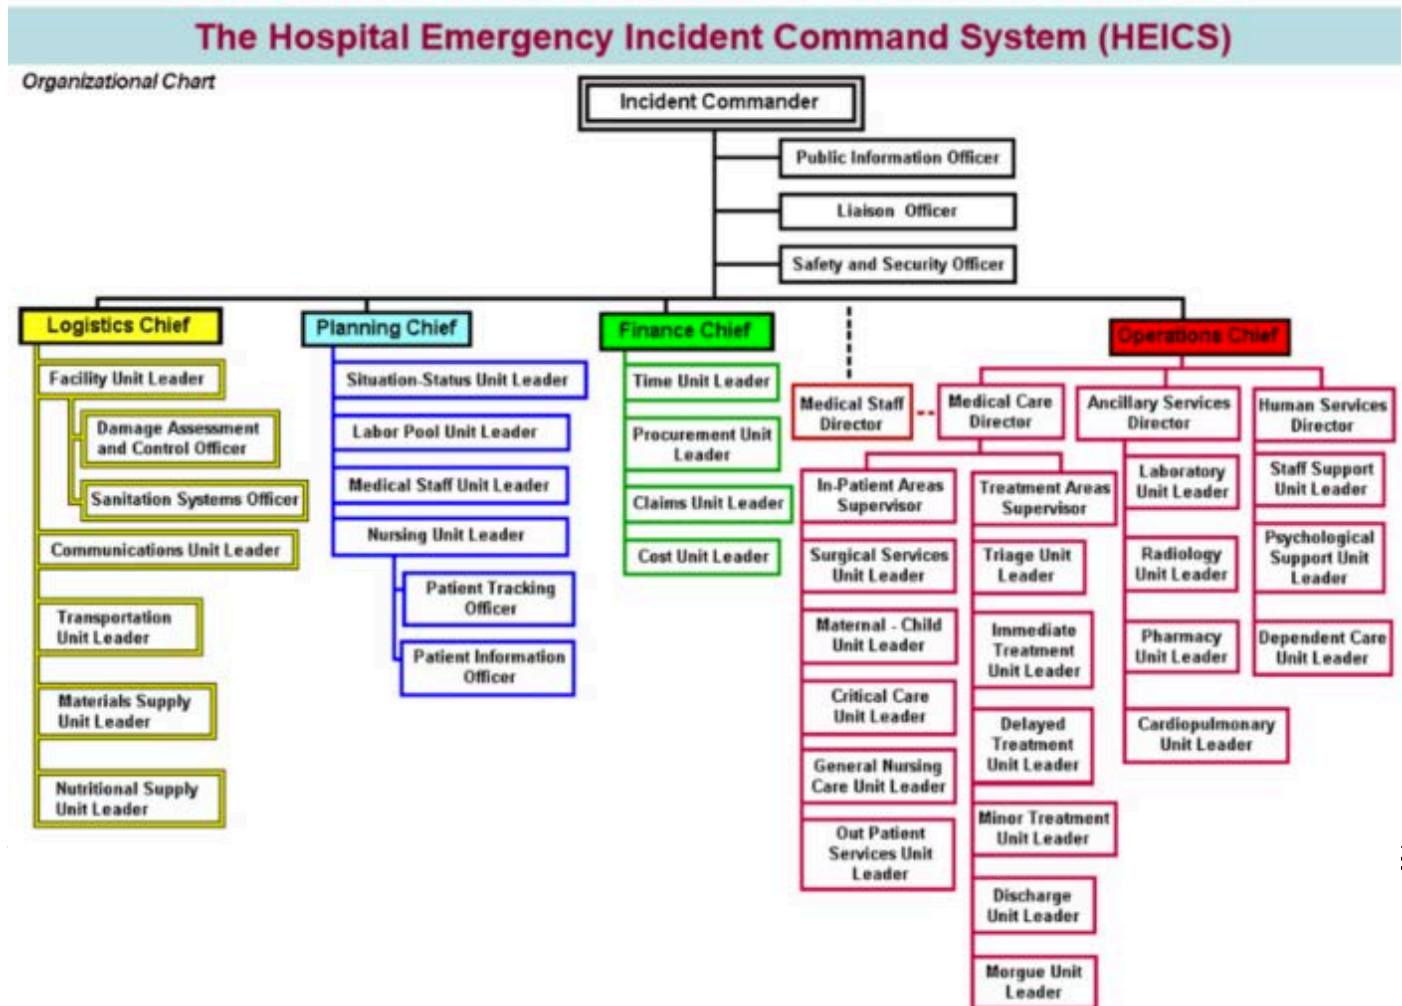 The Hospital Emergency Incident Command System (HEICS)
Organizational Chart
Incident Commander
Public Information Officer
Liaison Officer
Safety and Security Officer
Logistics Chief
Facility Unit Leader
Damage Assessment
and Control Officer
Sanitation Systems Officer
Communications Unit Leader
Transportation
Unit Leader
Materials Supply
Unit Leader
Nutritional Supply
Unit Leader
Planning Chief
Situation-Status Unit Leader
Labor Pool Unit Leader
Medical Staff Unit Leader
Nursing Unit Leader
Patient Tracking
Officer
Patient Information
Officer
Finance Chief
Time Unit Leader
Procurement Unit
Leader
Claims Unit Leader
Cost Unit Leader
Operations Chief
Medical Staff
Director
Medical Care
Director
In-Patient Areas
Supervisor
Surgical Services
Unit Leader
Maternal - Child
Unit Leader
Critical Care
Unit Leader
General Nursing
Care Unit Leader
Out Patient
Services Unit
Leader
Treatment Areas
Supervisor
Triage Unit
Leader
Immediate
Treatment
Unit Leader
Delayed
Treatment
Unit Leader
Minor Treatment
Unit Leader
Discharge
Unit Leader
Morgue Unit
Leader
Ancillary Services
Director
Laboratory
Unit Leader
Radiology
Unit Leader
Pharmacy
Unit Leader
Cardiopulmonary
Unit Leader
Human Services
Director
Staff Support
Unit Leader
Psychological
Support Unit
Leader
Dependent Care
Unit Leader